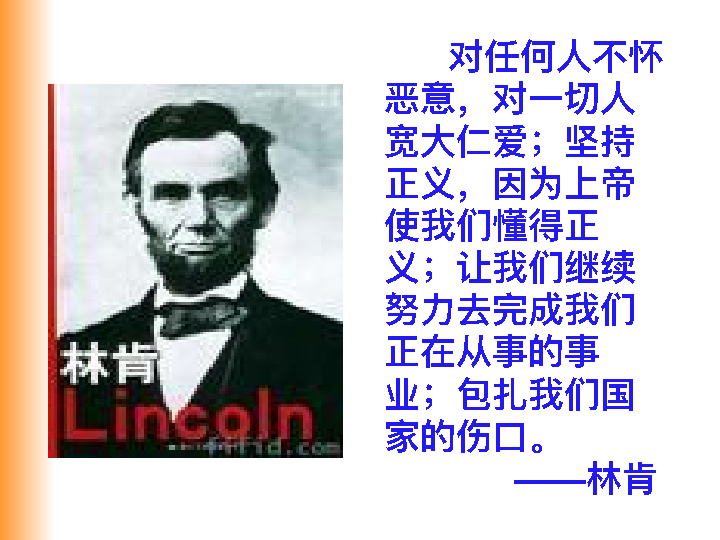 对任何人不怀
恶意，对一切人
宽大仁爱；坚持
正义，因为上帝
使我们懂得正
义；让我们继续
努力去完成我们
正在从事的事
业；包扎我们国
家的伤口。
——林肯
林肯
Lincoln